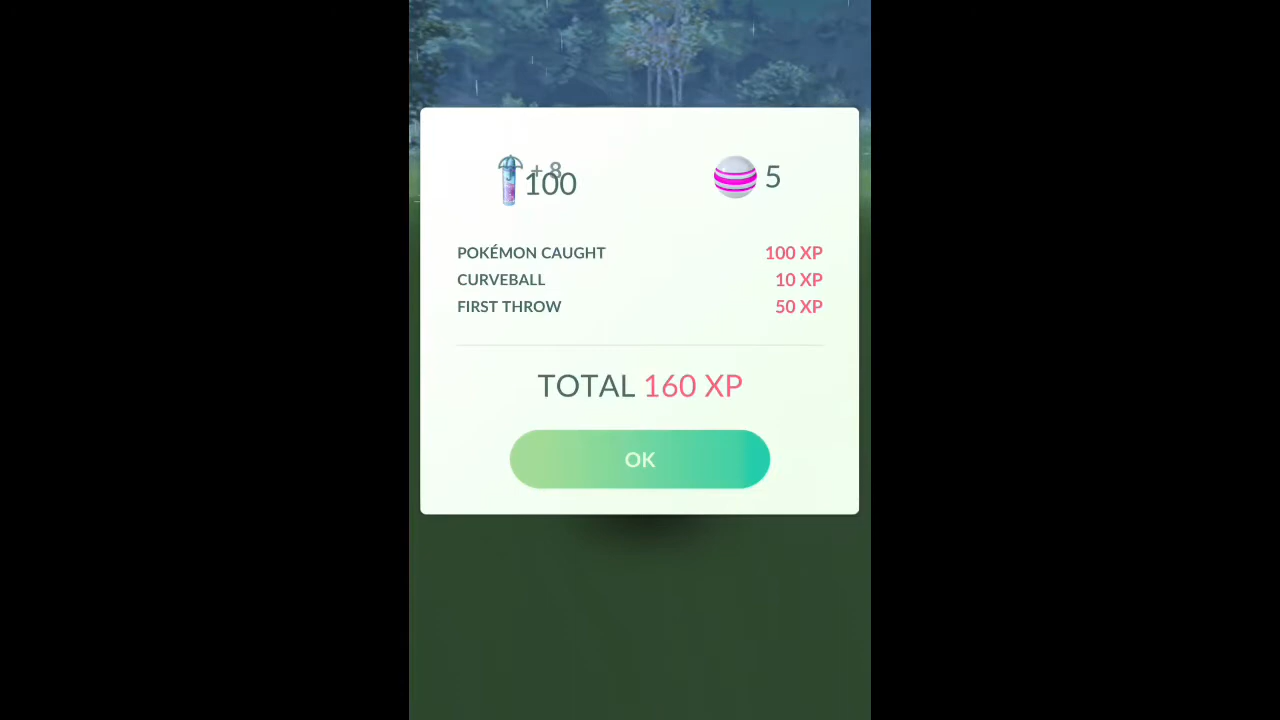 + 8
100
5
POKÉMON CAUGHT 100 XP
CURVEBALL 10 XP
FIRST THROW 50 XP
TOTAL 160 XP
OK